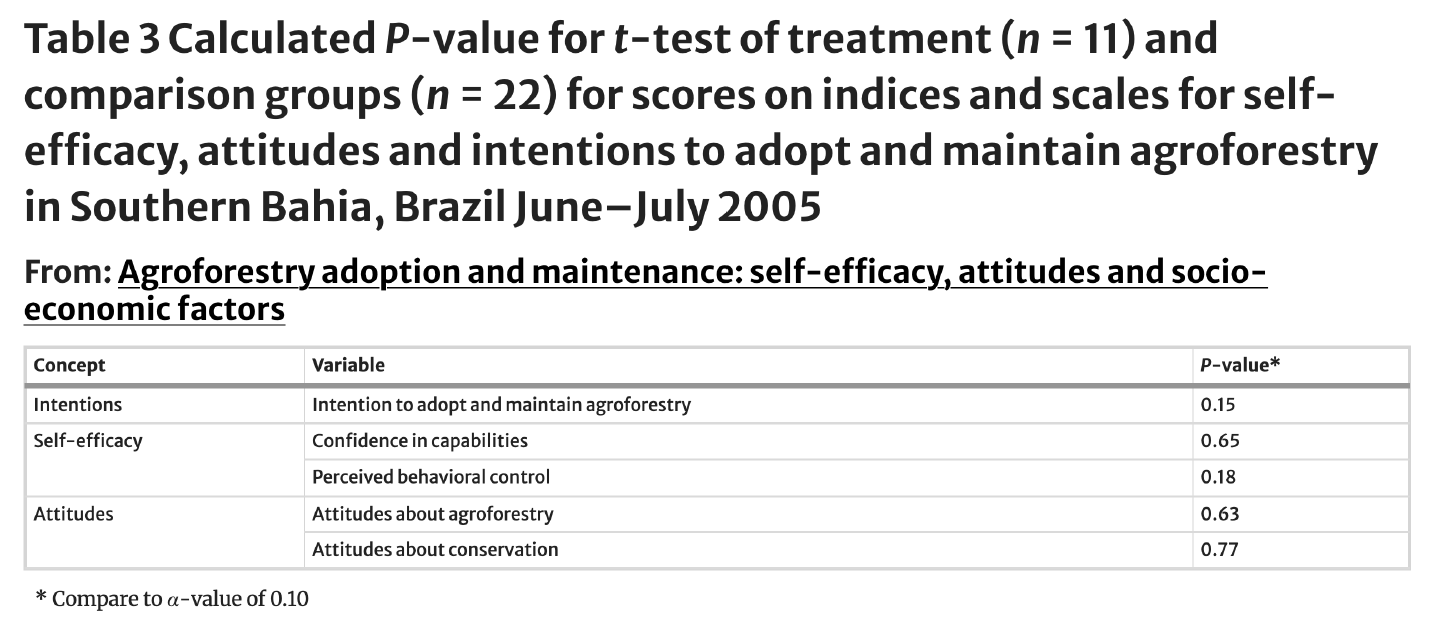 Table 3 Calculated P-value for t-test of treatment (n = 11) and
comparison groups (n = 22) for scores on indices and scales for self-
efficacy, attitudes and intentions to adopt and maintain agroforestry
in Southern Bahia, Brazil June–July 2005
From: Agroforestry adoption and maintenance: self-efficacy, attitudes and socio-
economic factors
Concept Variable P-value*
Intentions Intention to adopt and maintain agroforestry 0.15
Self-efficacy Confidence in capabilities 0.65
Perceived behavioral control 0.18
Attitudes Attitudes about agroforestry 0.63
Attitudes about conservation 0.77
* Compare to α-value of 0.10